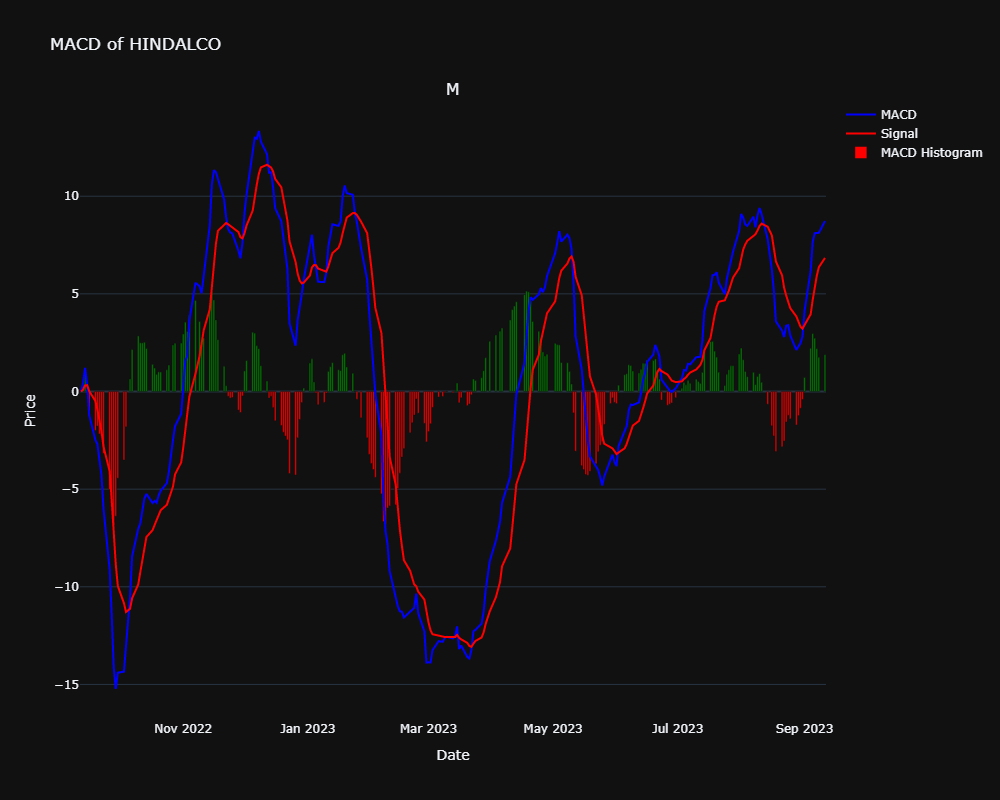 MACD of HINDALCO
M
MACD
Signal
MACD Histogram
10
5
0
−5
−10
−15
Price
Nov 2022
Jan 2023
Mar 2023
May 2023
Jul 2023
Sep 2023
Date